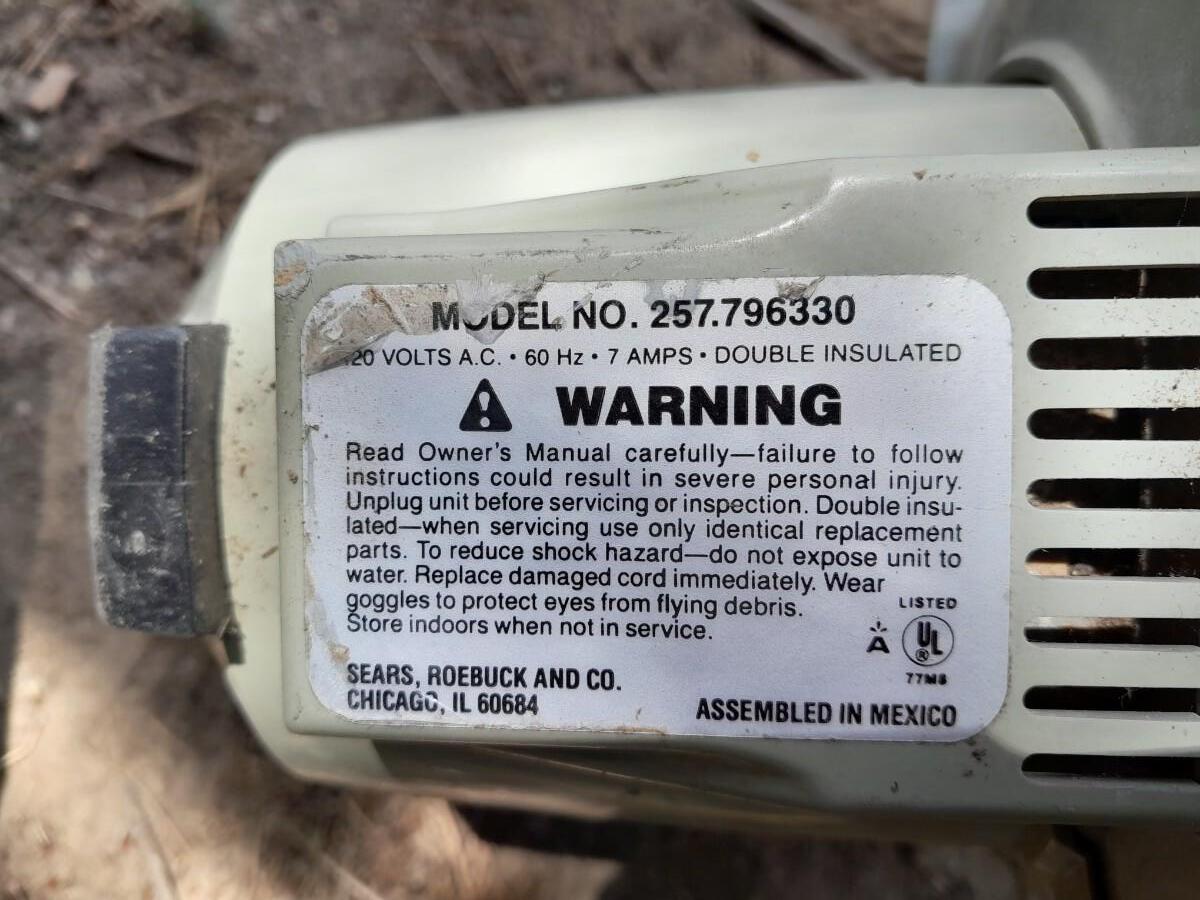 MODEL NO. 257.796330
120 VOLTS A.C. • 60 Hz • 7 AMPS • DOUBLE INSULATED
WARNING
Read Owner's Manual carefully—failure to follow
instructions could result in severe personal injury.
Unplug unit before servicing or inspection. Double insu-
lated—when servicing use only identical replacement
parts. To reduce shock hazard—do not expose unit to
water. Replace damaged cord immediately. Wear
goggles to protect eyes from flying debris.
Store indoors when not in service.
LISTED
A UL ®
77M8
SEARS, ROEBUCK AND CO.
CHICAGO, IL 60684
ASSEMBLED IN MEXICO